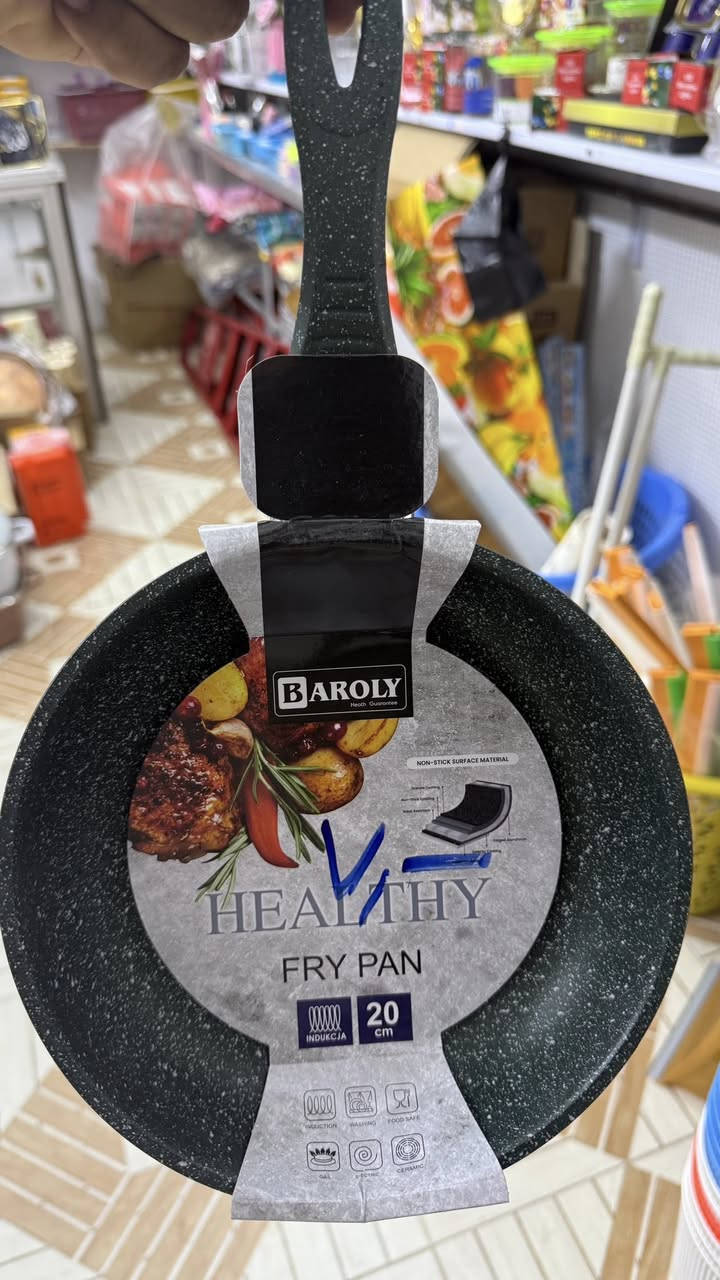 BAROLY
Heath Guarantee
NON-STICK SURFACE MATERIAL
HEALTHY
FRY PAN
INDUKCJA
20
cm
INDUCTION WASHING FOOD SAFE
GAS ELECTRIC CERAMIC